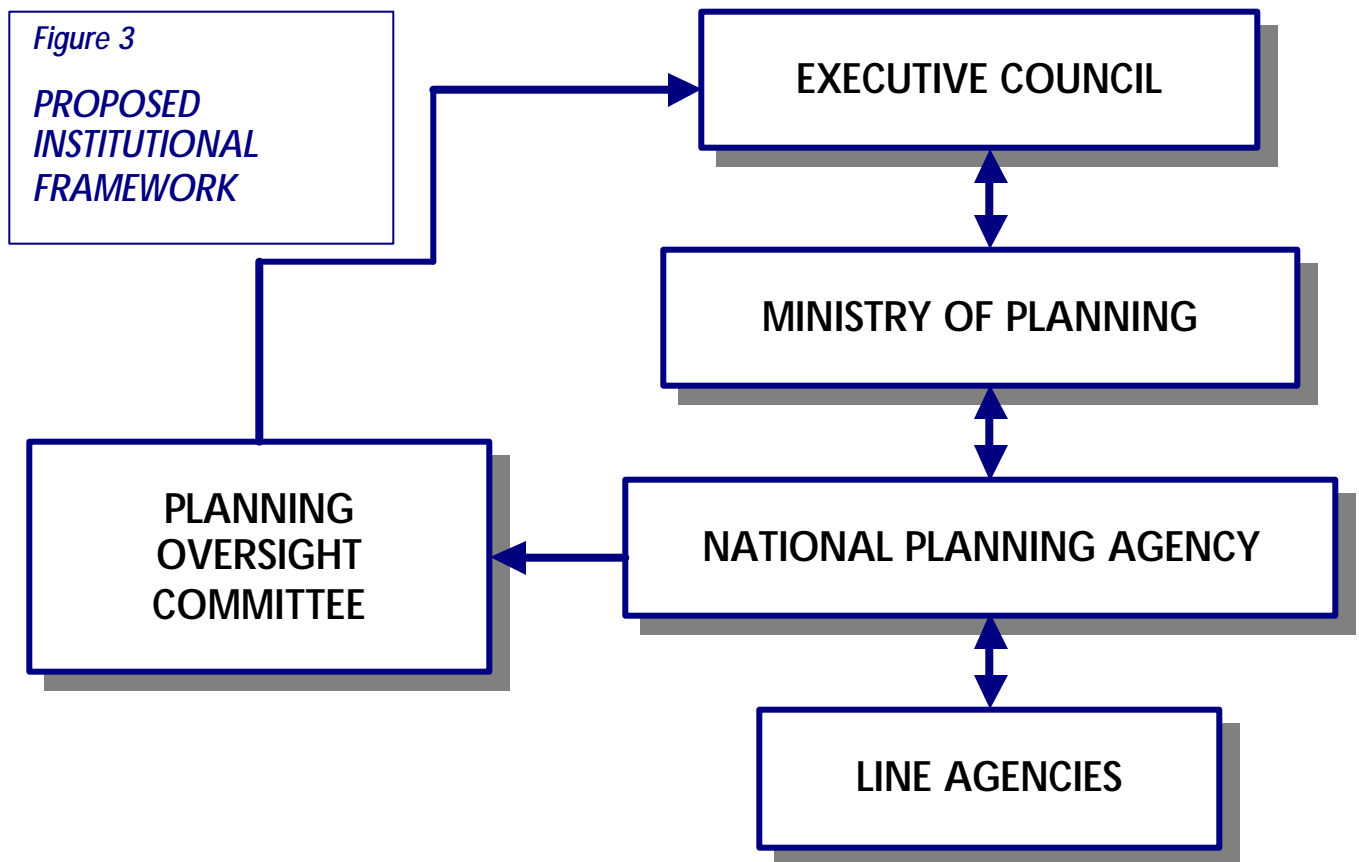 Figure 3
PROPOSED
INSTITUTIONAL
FRAMEWORK
EXECUTIVE COUNCIL
MINISTRY OF PLANNING
PLANNING
OVERSIGHT
COMMITTEE
NATIONAL PLANNING AGENCY
LINE AGENCIES